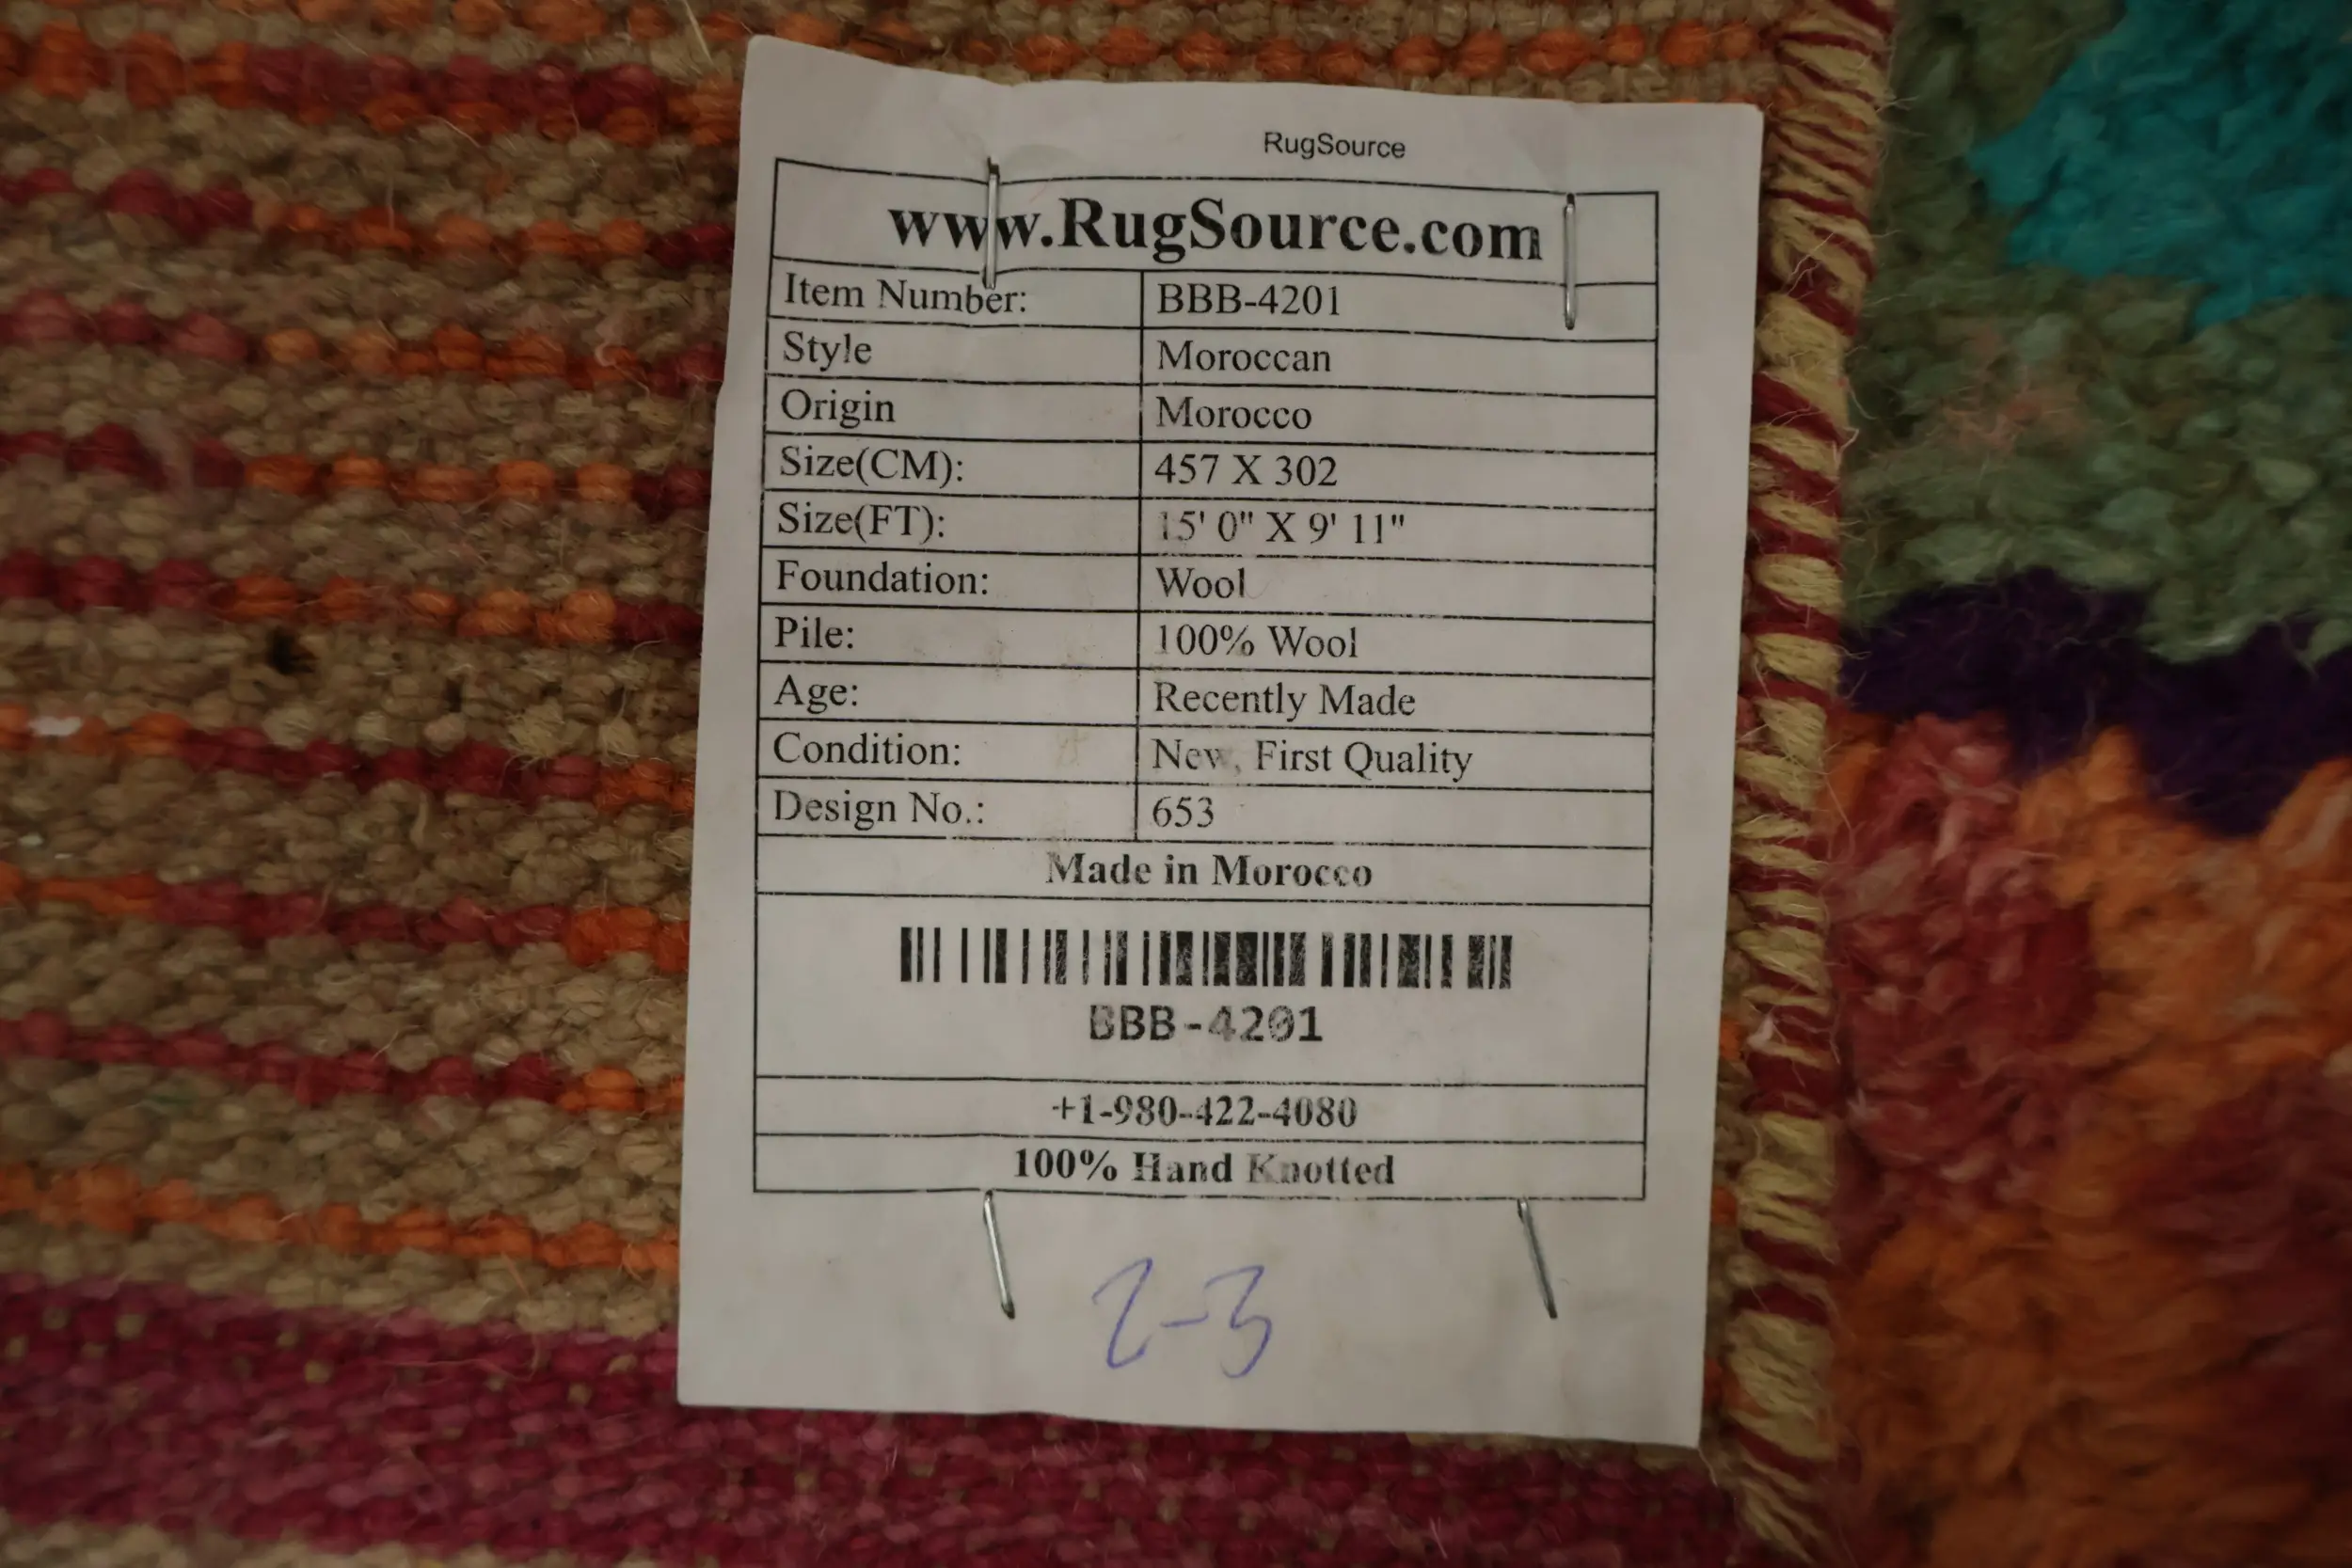 RugSource
www.RugSource.com
Item Number: BBB-4201
Style Moroccan
Origin Morocco
Size(CM): 457 X 302
Size(FT): 15' 0" X 9' 11"
Foundation: Wool
Pile: 100% Wool
Age: Recently Made
Condition: New, First Quality
Design No.: 653
Made in Morocco
BBB-4201
+1-980-422-4080
100% Hand Knotted
2-3